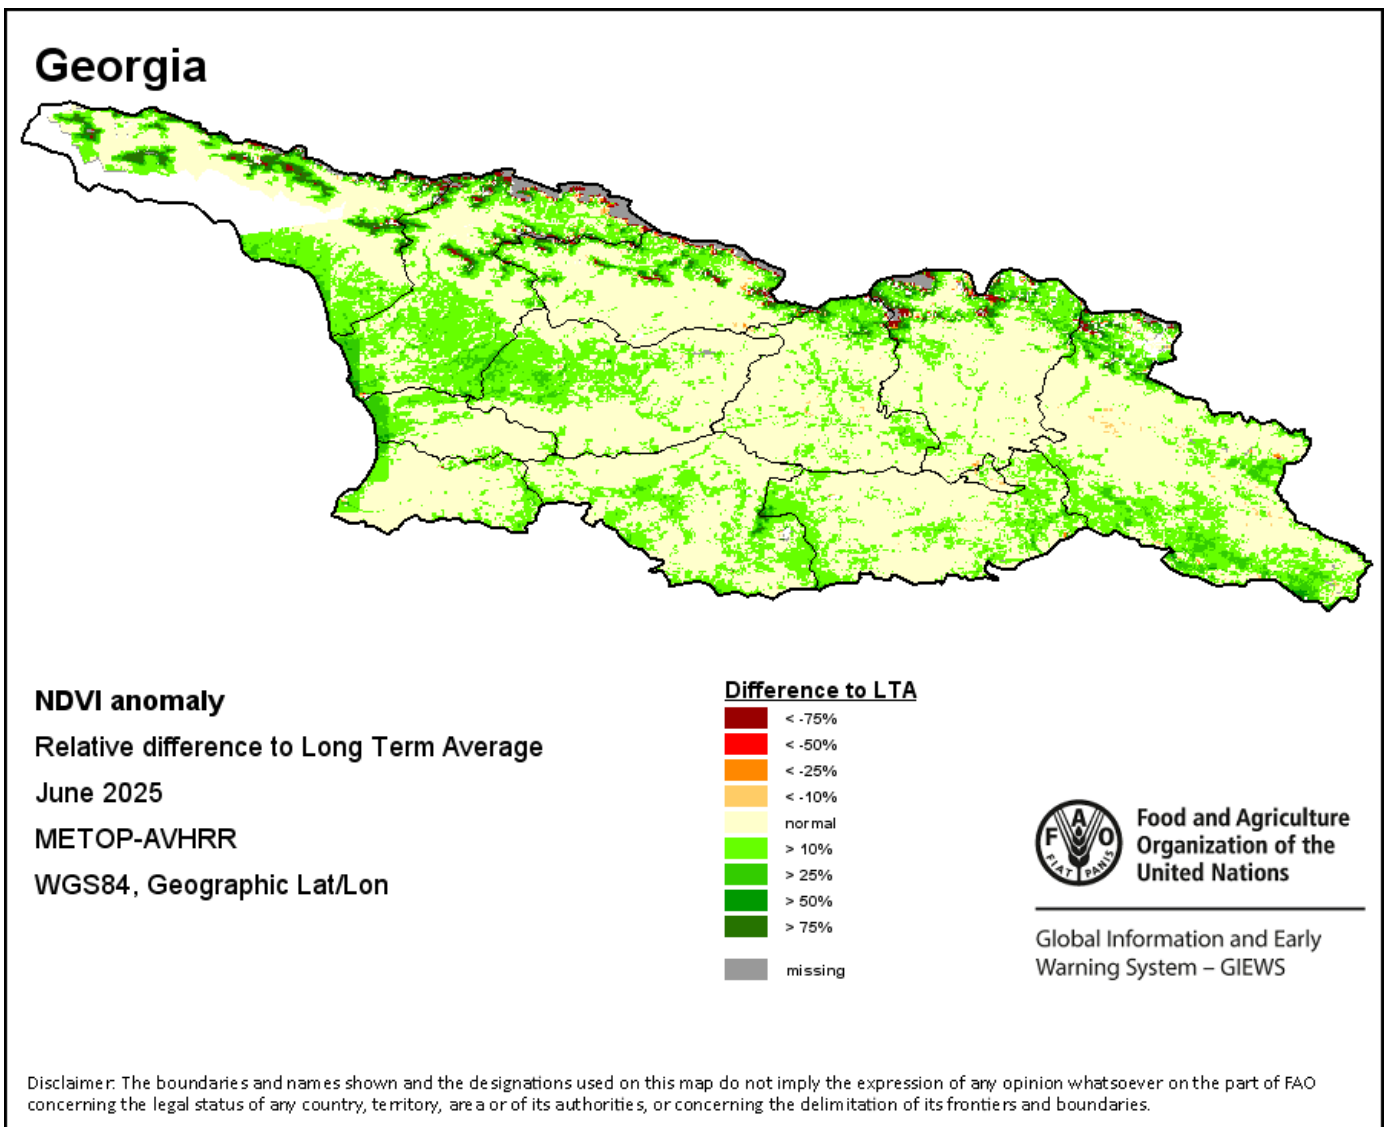 Georgia
NDVI anomaly
Relative difference to Long Term Average
June 2025
METOP-AVHRR
WGS84, Geographic Lat/Lon
Difference to LTA
< -75%
< -50%
< -25%
< -10%
normal
> 10%
> 25%
> 50%
> 75%
missing
F A O
FIAT PANIS
Food and Agriculture
Organization of the
United Nations
Global Information and Early
Warning System – GIEWS
Disclaimer: The boundaries and names shown and the designations used on this map do not imply the expression of any opinion whatsoever on the part of FAO
concerning the legal status of any country, territory, area or of its authorities, or concerning the delimitation of its frontiers and boundaries.